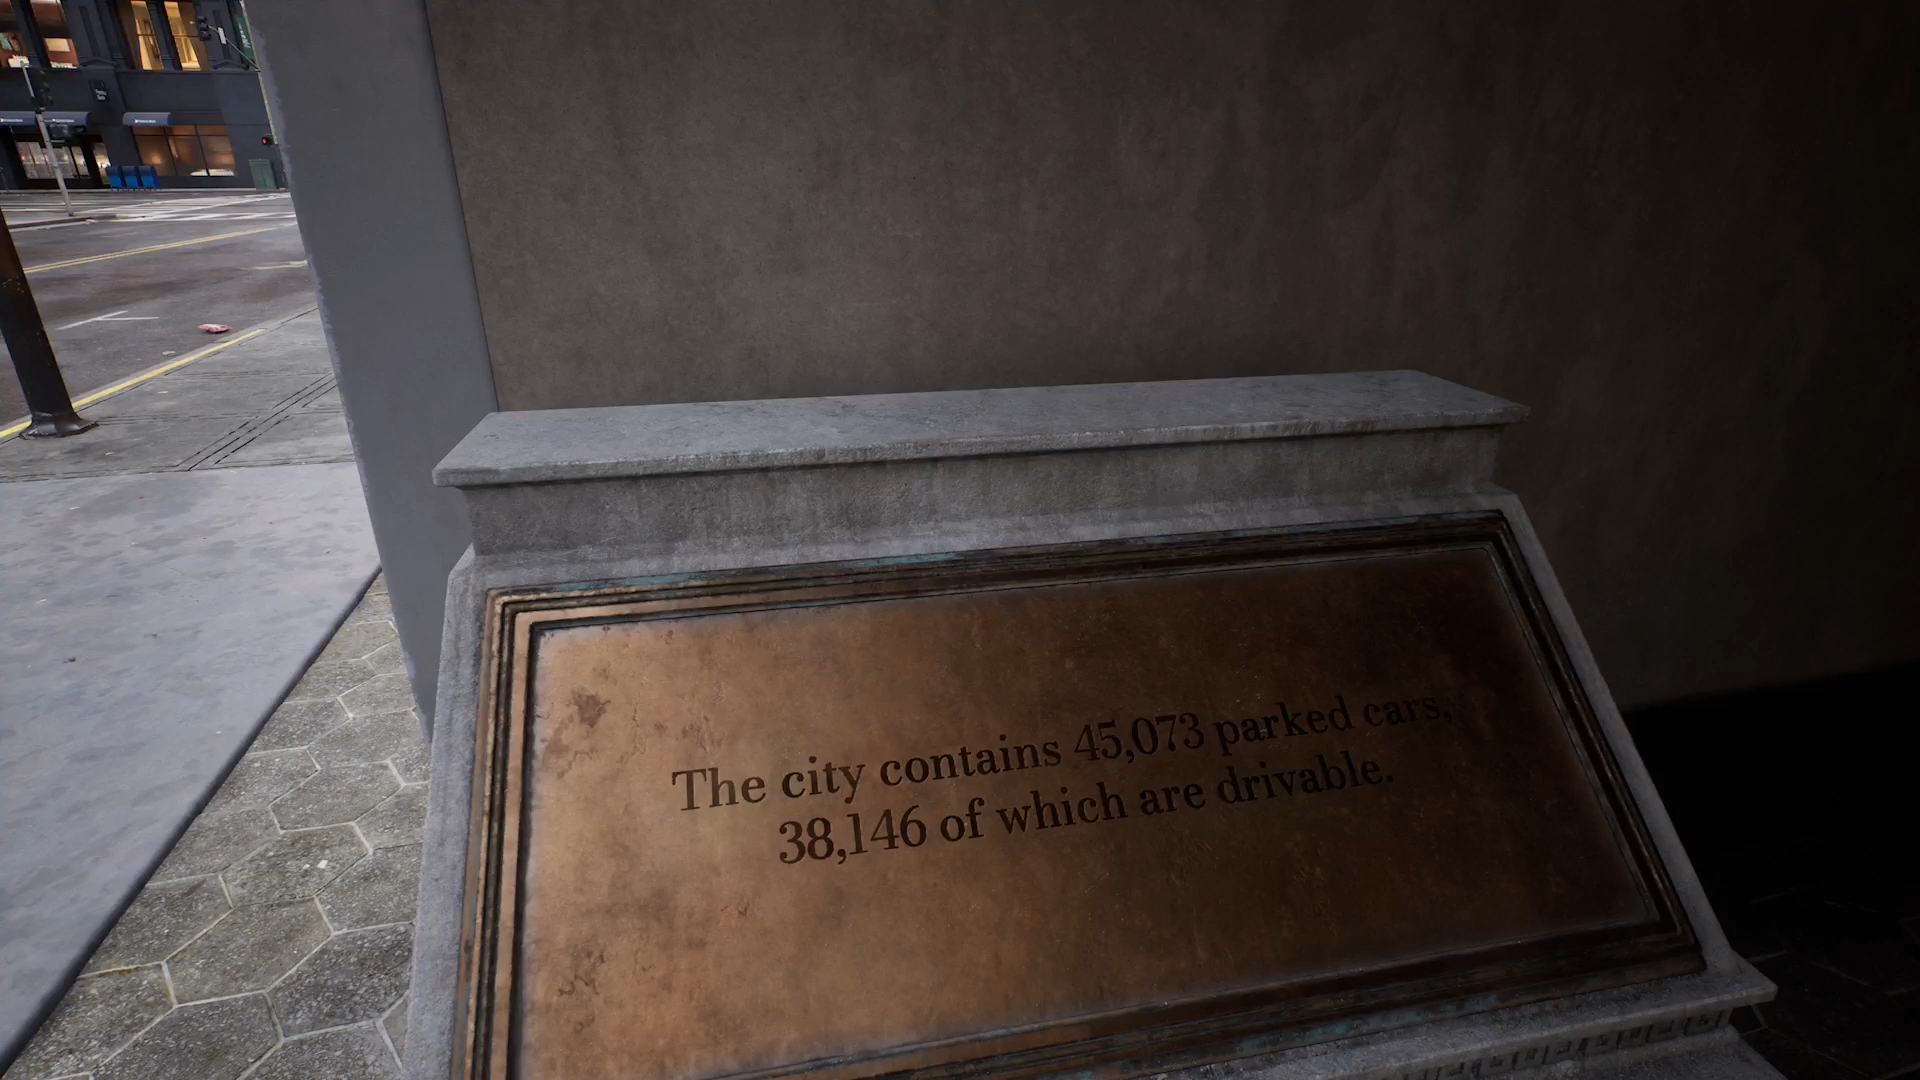 The city contains 45,073 parked cars,
38,146 of which are drivable.